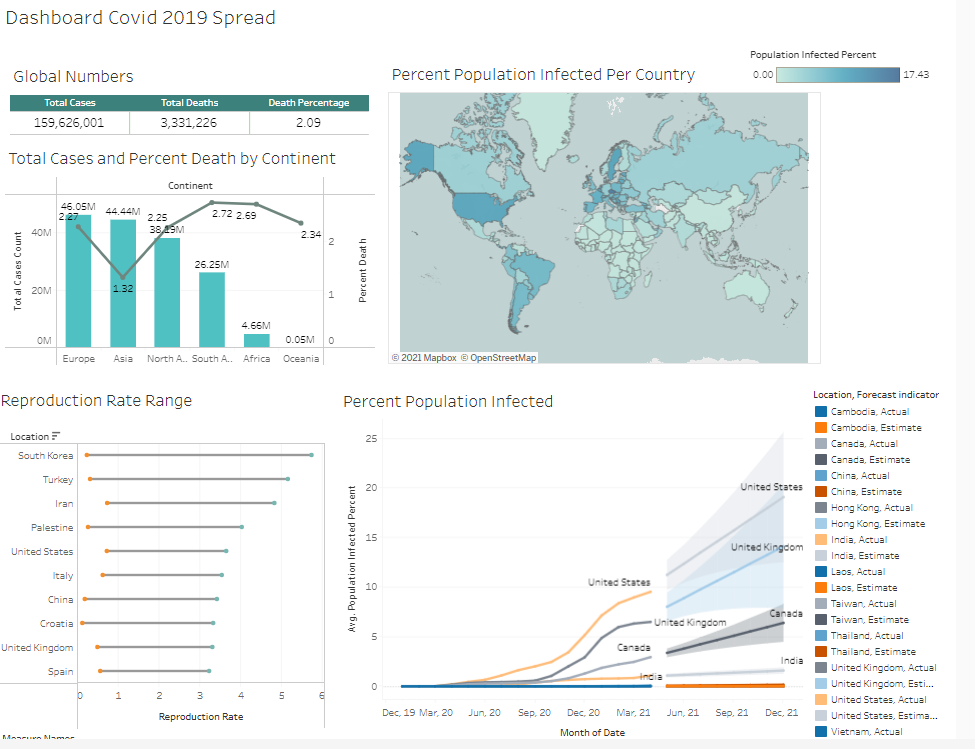 Dashboard Covid 2019 Spread
Global Numbers
Total Cases Total Deaths Death Percentage
159,626,001 3,331,226 2.09
Total Cases and Percent Death by Continent
Continent
46.05M 44.44M 38.19M 26.25M 4.66M 0.05M
2.27 1.32 2.25 2.72 2.69 2.34
Total Cases Count
40M
20M
0M
Percent Death
2
1
0
Europe Asia North A.. South A.. Africa Oceania
Percent Population Infected Per Country
Population Infected Percent
0.00 17.43
© 2021 Mapbox © OpenStreetMap
Reproduction Rate Range
Location
South Korea
Turkey
Iran
Palestine
United States
Italy
China
Croatia
United Kingdom
Spain
0 1 2 3 4 5 6
Reproduction Rate
Measure Names
Percent Population Infected
Avg. Population Infected Percent
25
20
15
10
5
0
United States
United Kingdom
United States
United Kingdom
Canada
Canada
India
India
Dec, 19 Mar, 20 Jun, 20 Sep, 20 Dec, 20 Mar, 21 Jun, 21 Sep, 21 Dec, 21
Month of Date
Location, Forecast indicator
Cambodia, Actual
Cambodia, Estimate
Canada, Actual
Canada, Estimate
China, Actual
China, Estimate
Hong Kong, Actual
Hong Kong, Estimate
India, Actual
India, Estimate
Laos, Actual
Laos, Estimate
Taiwan, Actual
Taiwan, Estimate
Thailand, Actual
Thailand, Estimate
United Kingdom, Actual
United Kingdom, Esti...
United States, Actual
United States, Estima...
Vietnam, Actual